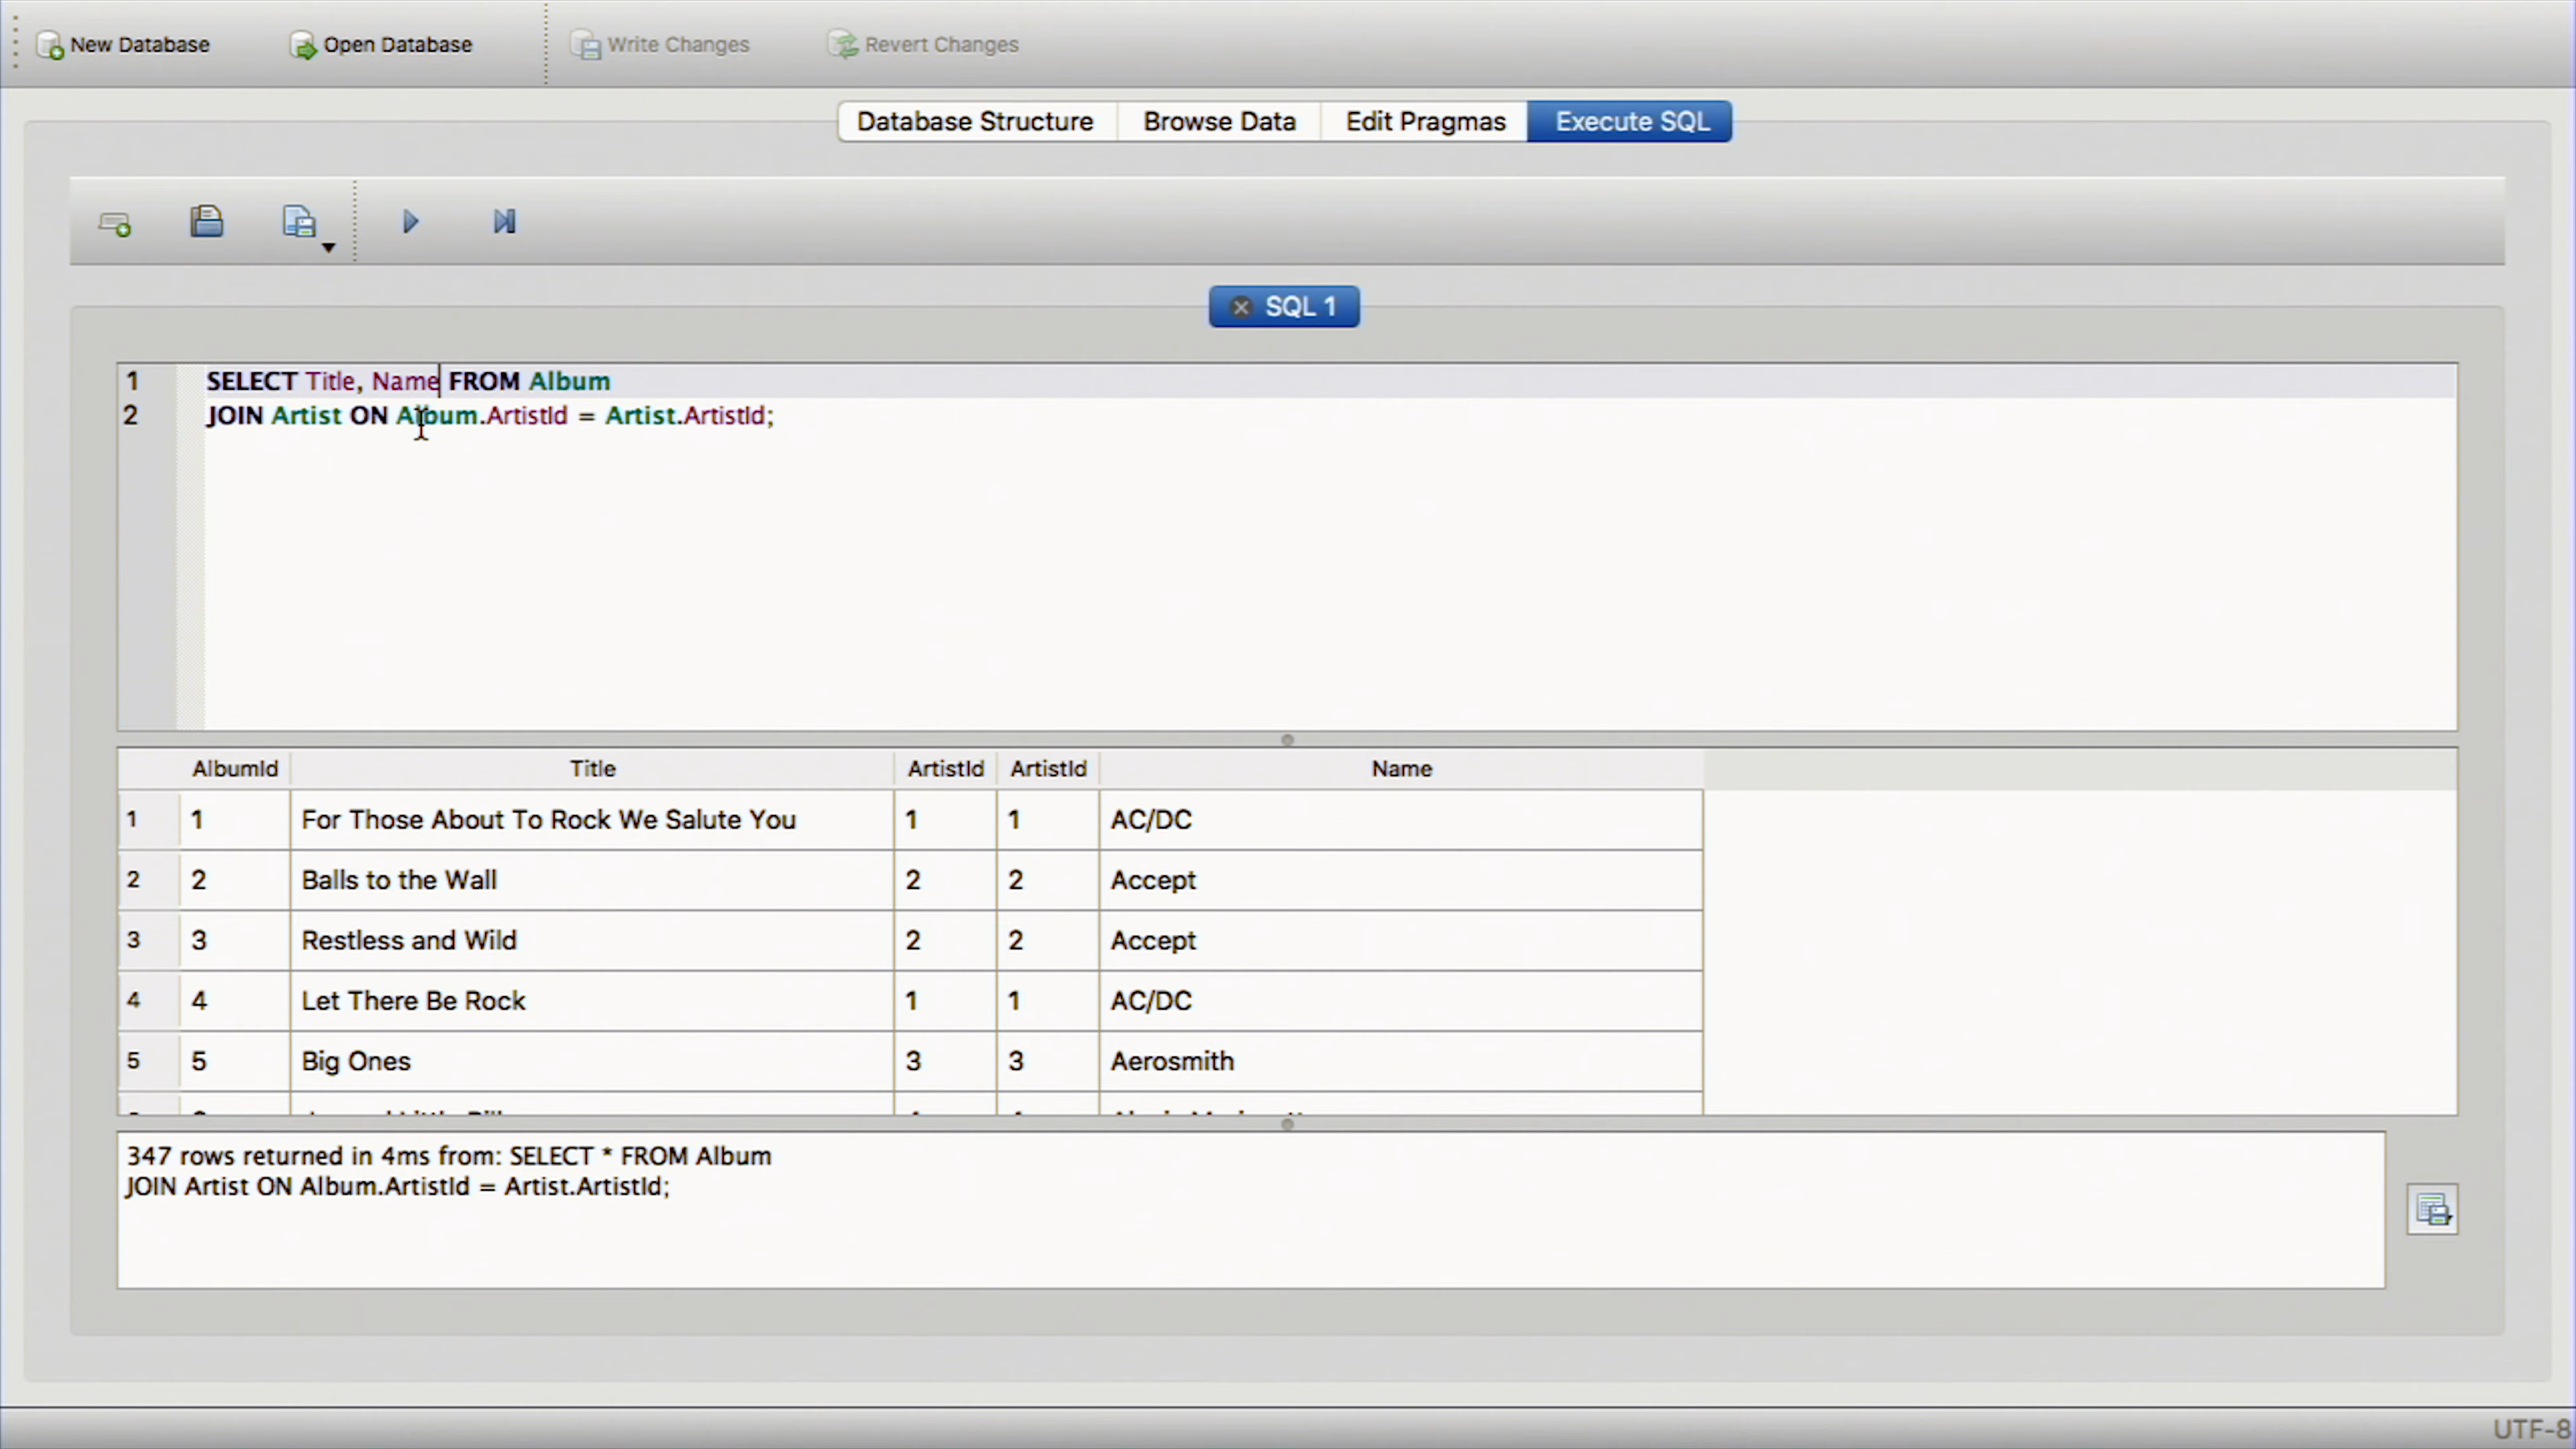 New Database Open Database Write Changes Revert Changes
Database Structure Browse Data Edit Pragmas Execute SQL
SQL 1
1 SELECT Title, Name FROM Album
2 JOIN Artist ON Album.ArtistId = Artist.ArtistId;
AlbumId Title ArtistId ArtistId Name
1 1 For Those About To Rock We Salute You 1 1 AC/DC
2 2 Balls to the Wall 2 2 Accept
3 3 Restless and Wild 2 2 Accept
4 4 Let There Be Rock 1 1 AC/DC
5 5 Big Ones 3 3 Aerosmith
347 rows returned in 4ms from: SELECT * FROM Album
JOIN Artist ON Album.ArtistId = Artist.ArtistId;
UTF-8